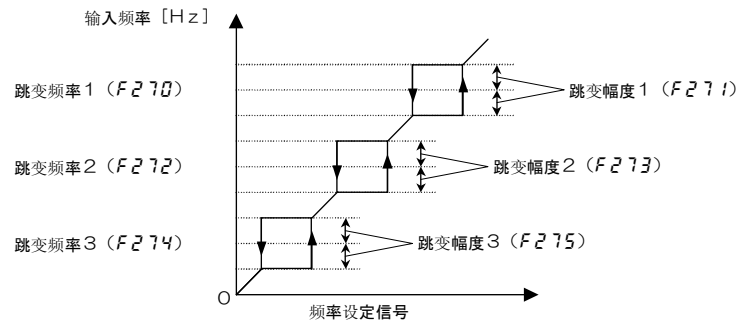 输入频率［Hz］
跳变频率1（F270）
跳变幅度1（F271）
跳变频率2（F272）
跳变幅度2（F273）
跳变频率3（F274）
跳变幅度3（F275）
0
频率设定信号